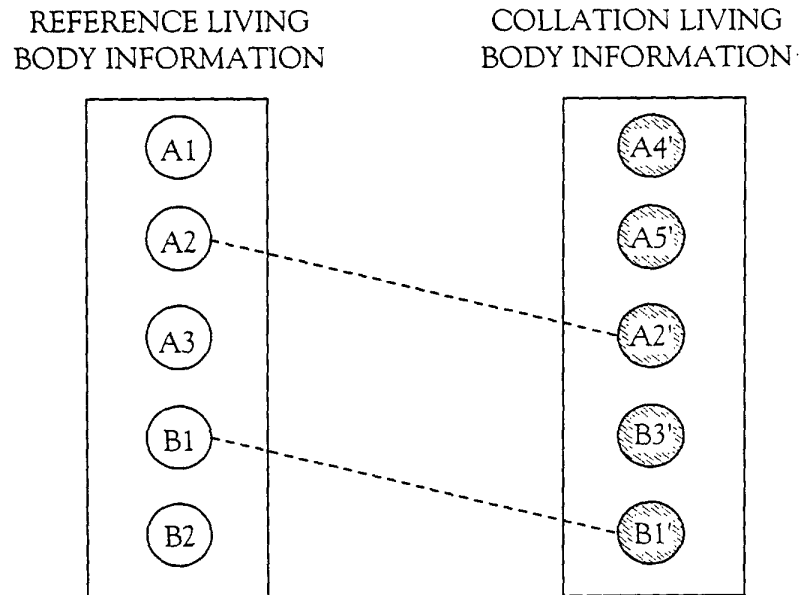 REFERENCE LIVING
BODY INFORMATION
COLLATION LIVING
BODY INFORMATION
A1
A2
A3
B1
B2
A4'
A5'
A2'
B3'
B1'